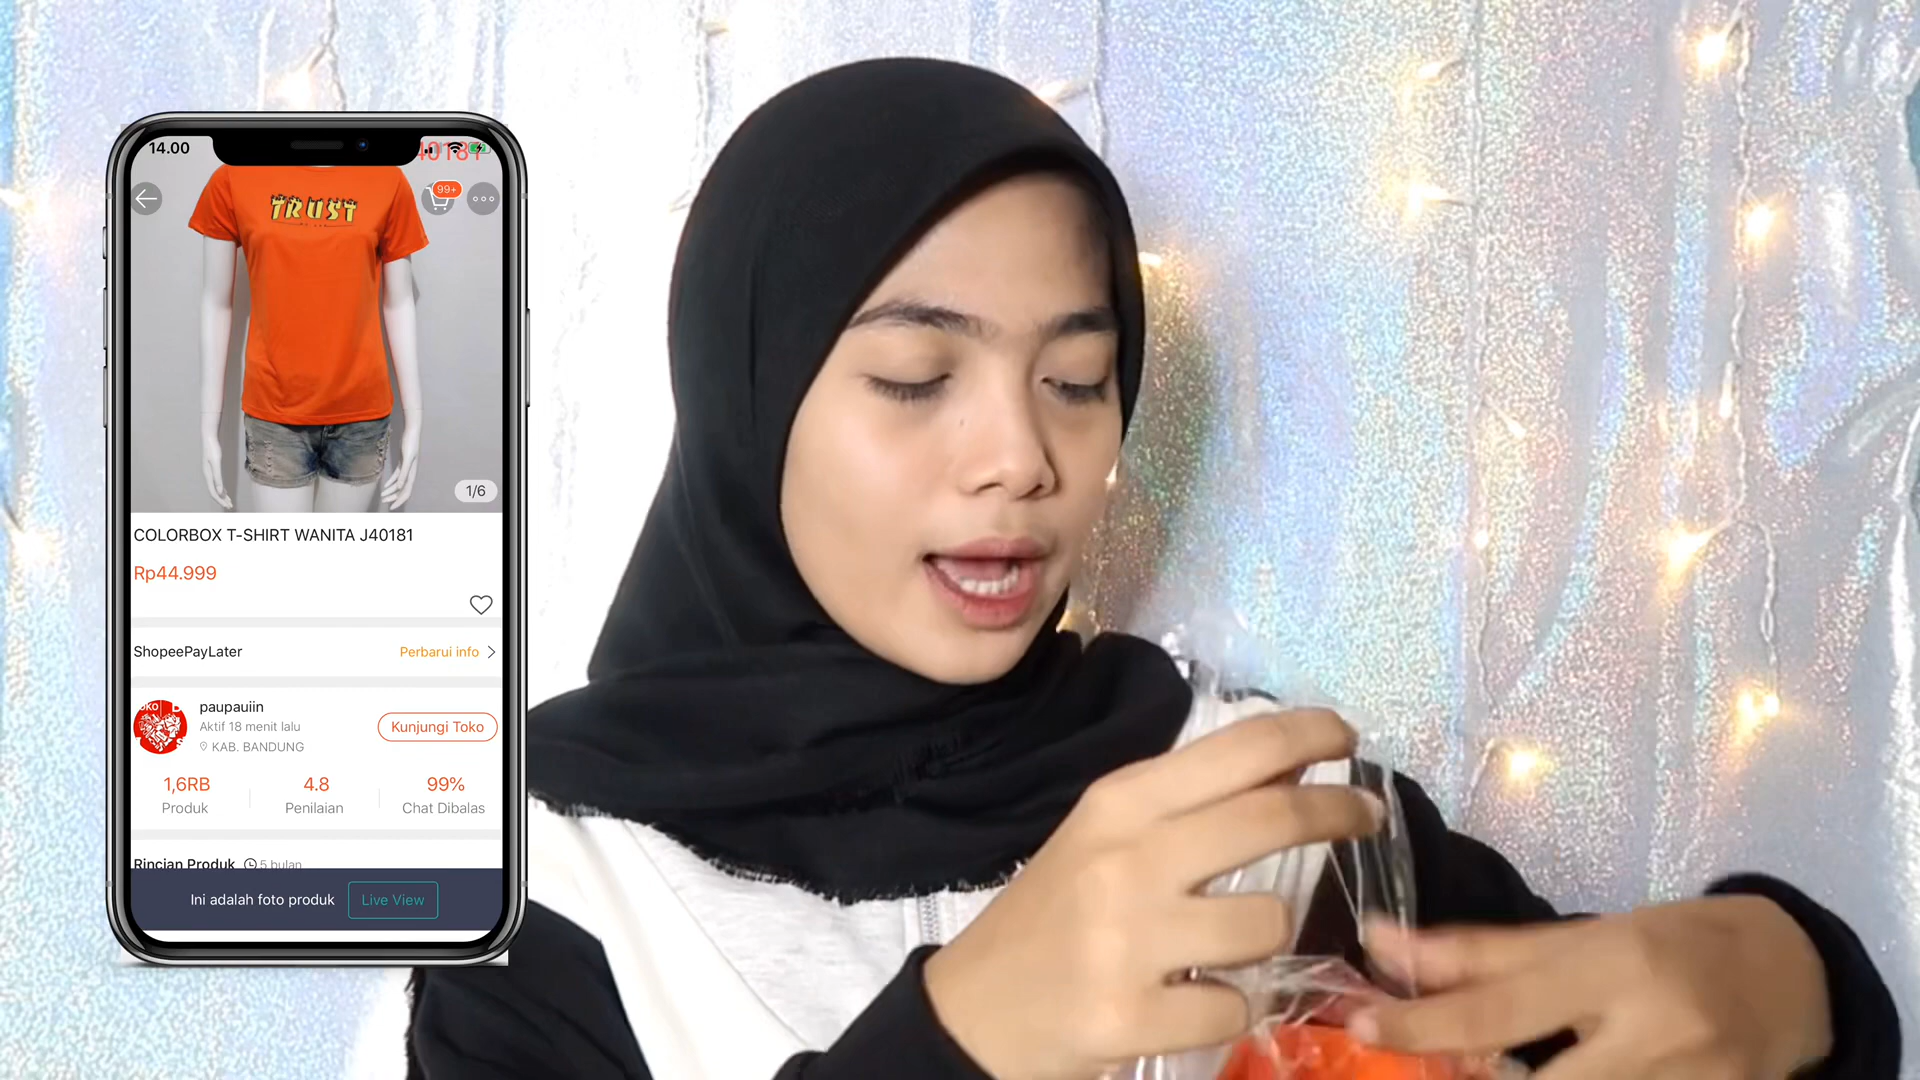 14.00
40181
99+
TRUST
1/6
COLORBOX T-SHIRT WANITA J40181
Rp44.999
ShopeePayLater
Perbarui info
paupauiin
Aktif 18 menit lalu
KAB. BANDUNG
Kunjungi Toko
1,6RB
4.8
99%
Produk
Penilaian
Chat Dibalas
Rincian Produk
5 bulan
Ini adalah foto produk
Live View